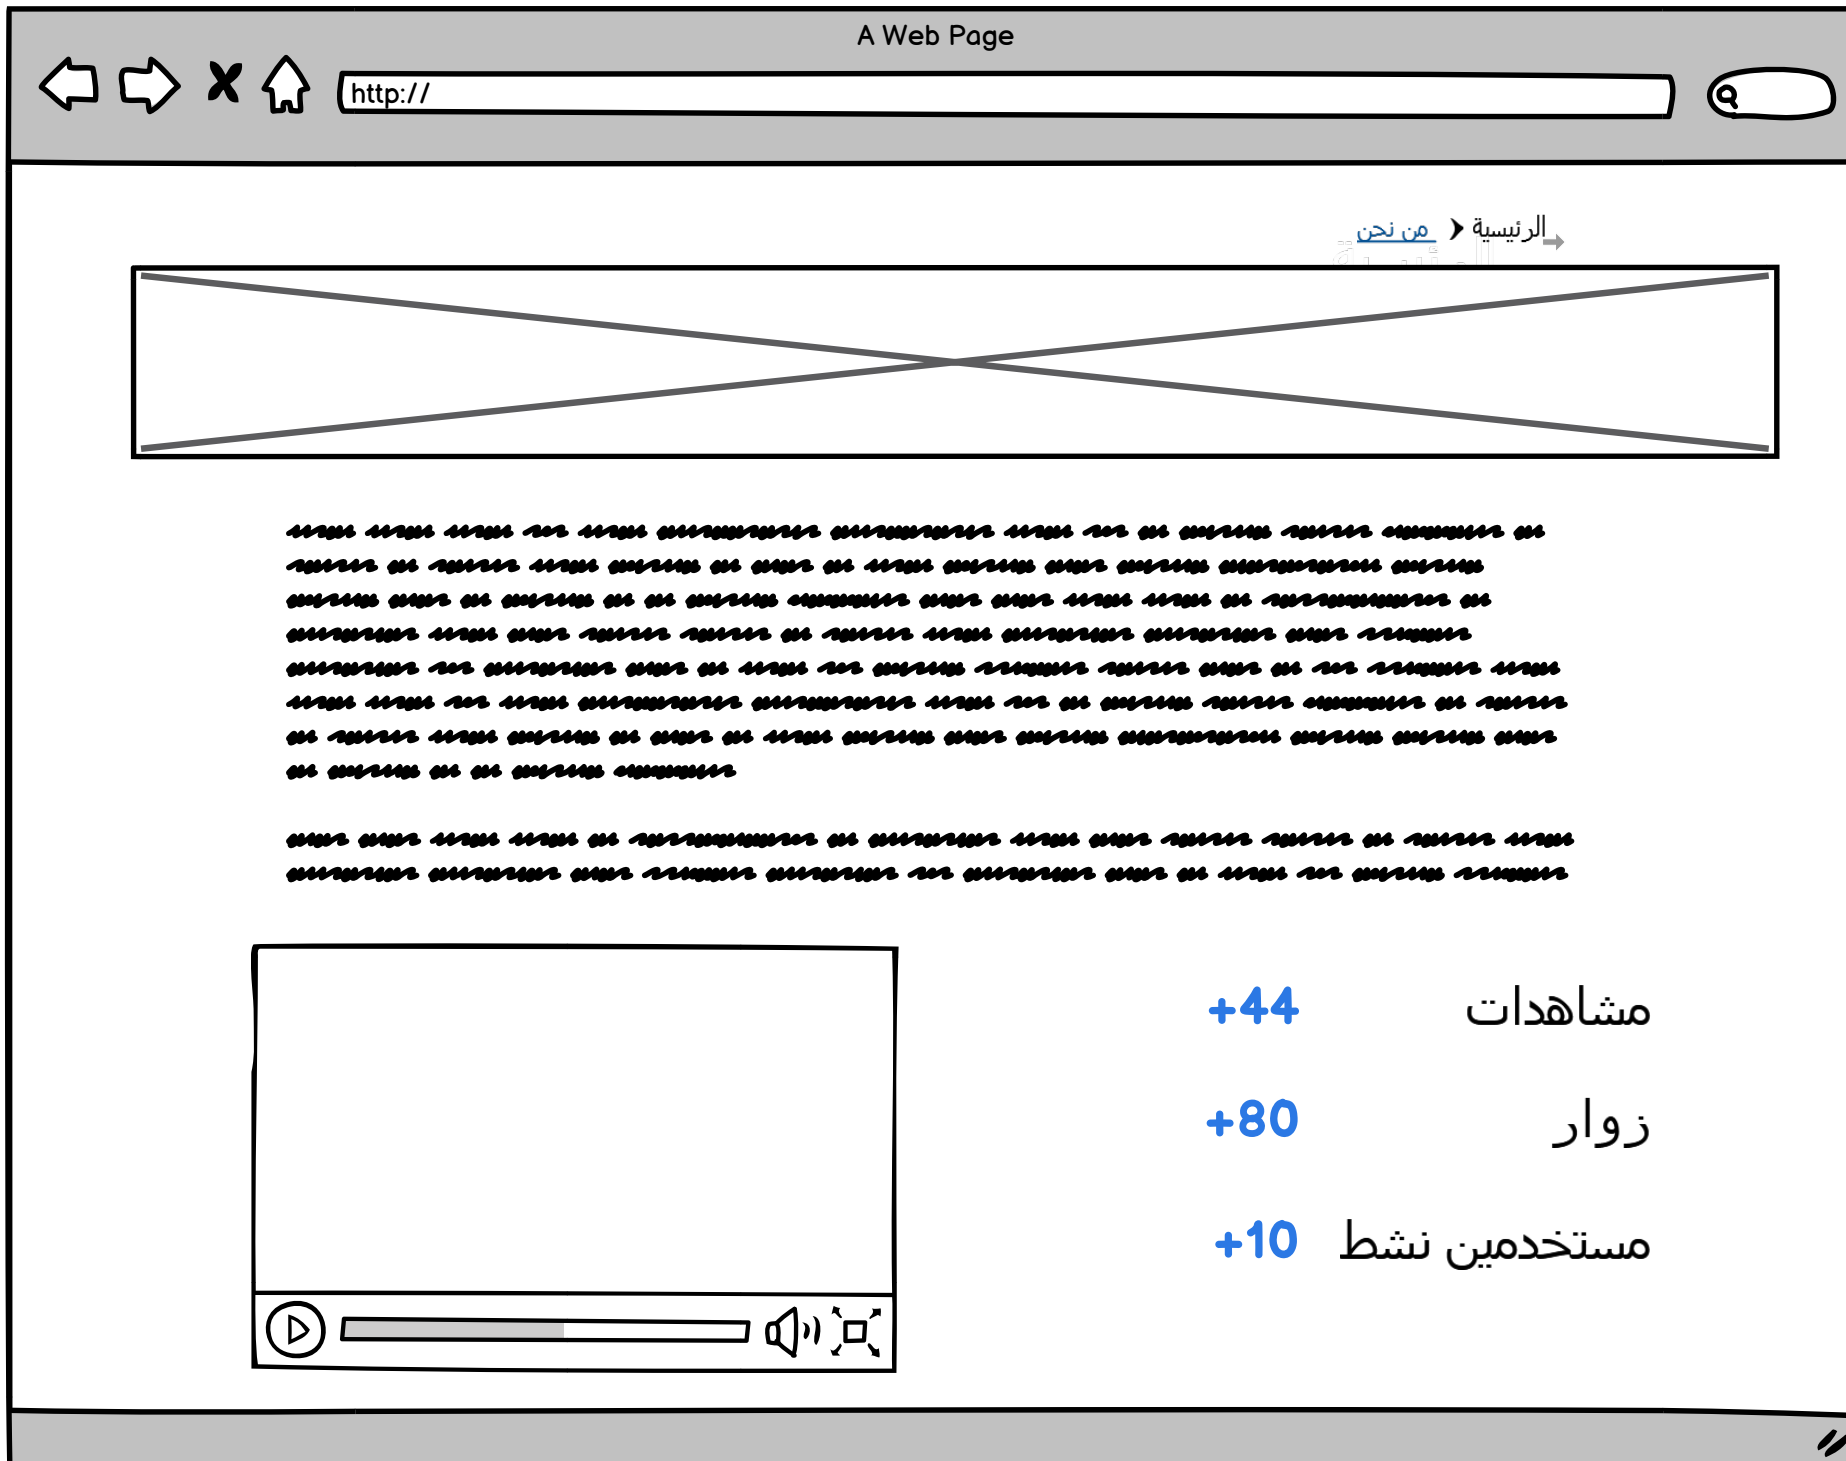 A Web Page
http://
الرئيسية
من نحن
مشاهدات +44
زوار +80
مستخدمين نشط +10